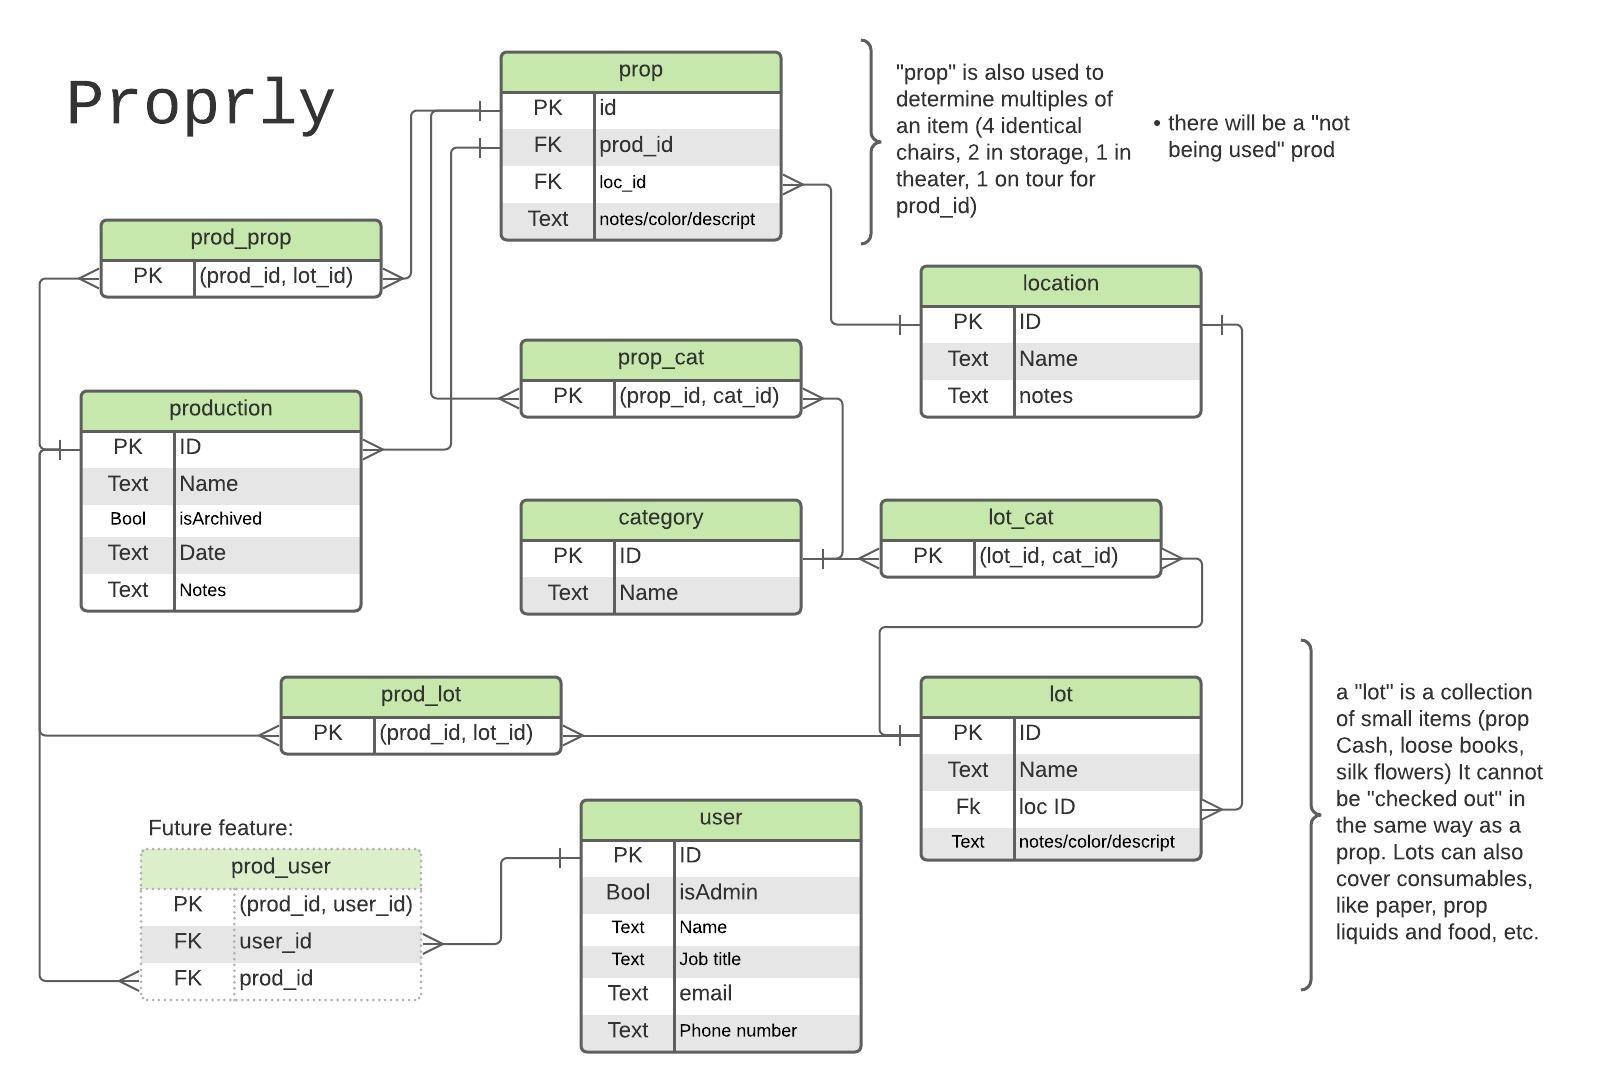 Proprly
prop
PK id
FK prod_id
FK loc_id
Text notes/color/descript
"prop" is also used to
determine multiples of
an item (4 identical
chairs, 2 in storage, 1 in
theater, 1 on tour for
prod_id)
• there will be a "not
being used" prod
prod_prop
PK (prod_id, lot_id)
location
PK ID
Text Name
Text notes
prop_cat
PK (prop_id, cat_id)
production
PK ID
Text Name
Bool isArchived
Text Date
Text Notes
category
PK ID
Text Name
lot_cat
PK (lot_id, cat_id)
prod_lot
PK (prod_id, lot_id)
lot
PK ID
Text Name
Fk loc ID
Text notes/color/descript
a "lot" is a collection
of small items (prop
Cash, loose books,
silk flowers) It cannot
be "checked out" in
the same way as a
prop. Lots can also
cover consumables,
like paper, prop
liquids and food, etc.
Future feature:
prod_user
PK (prod_id, user_id)
FK user_id
FK prod_id
user
PK ID
Bool isAdmin
Text Name
Text Job title
Text email
Text Phone number